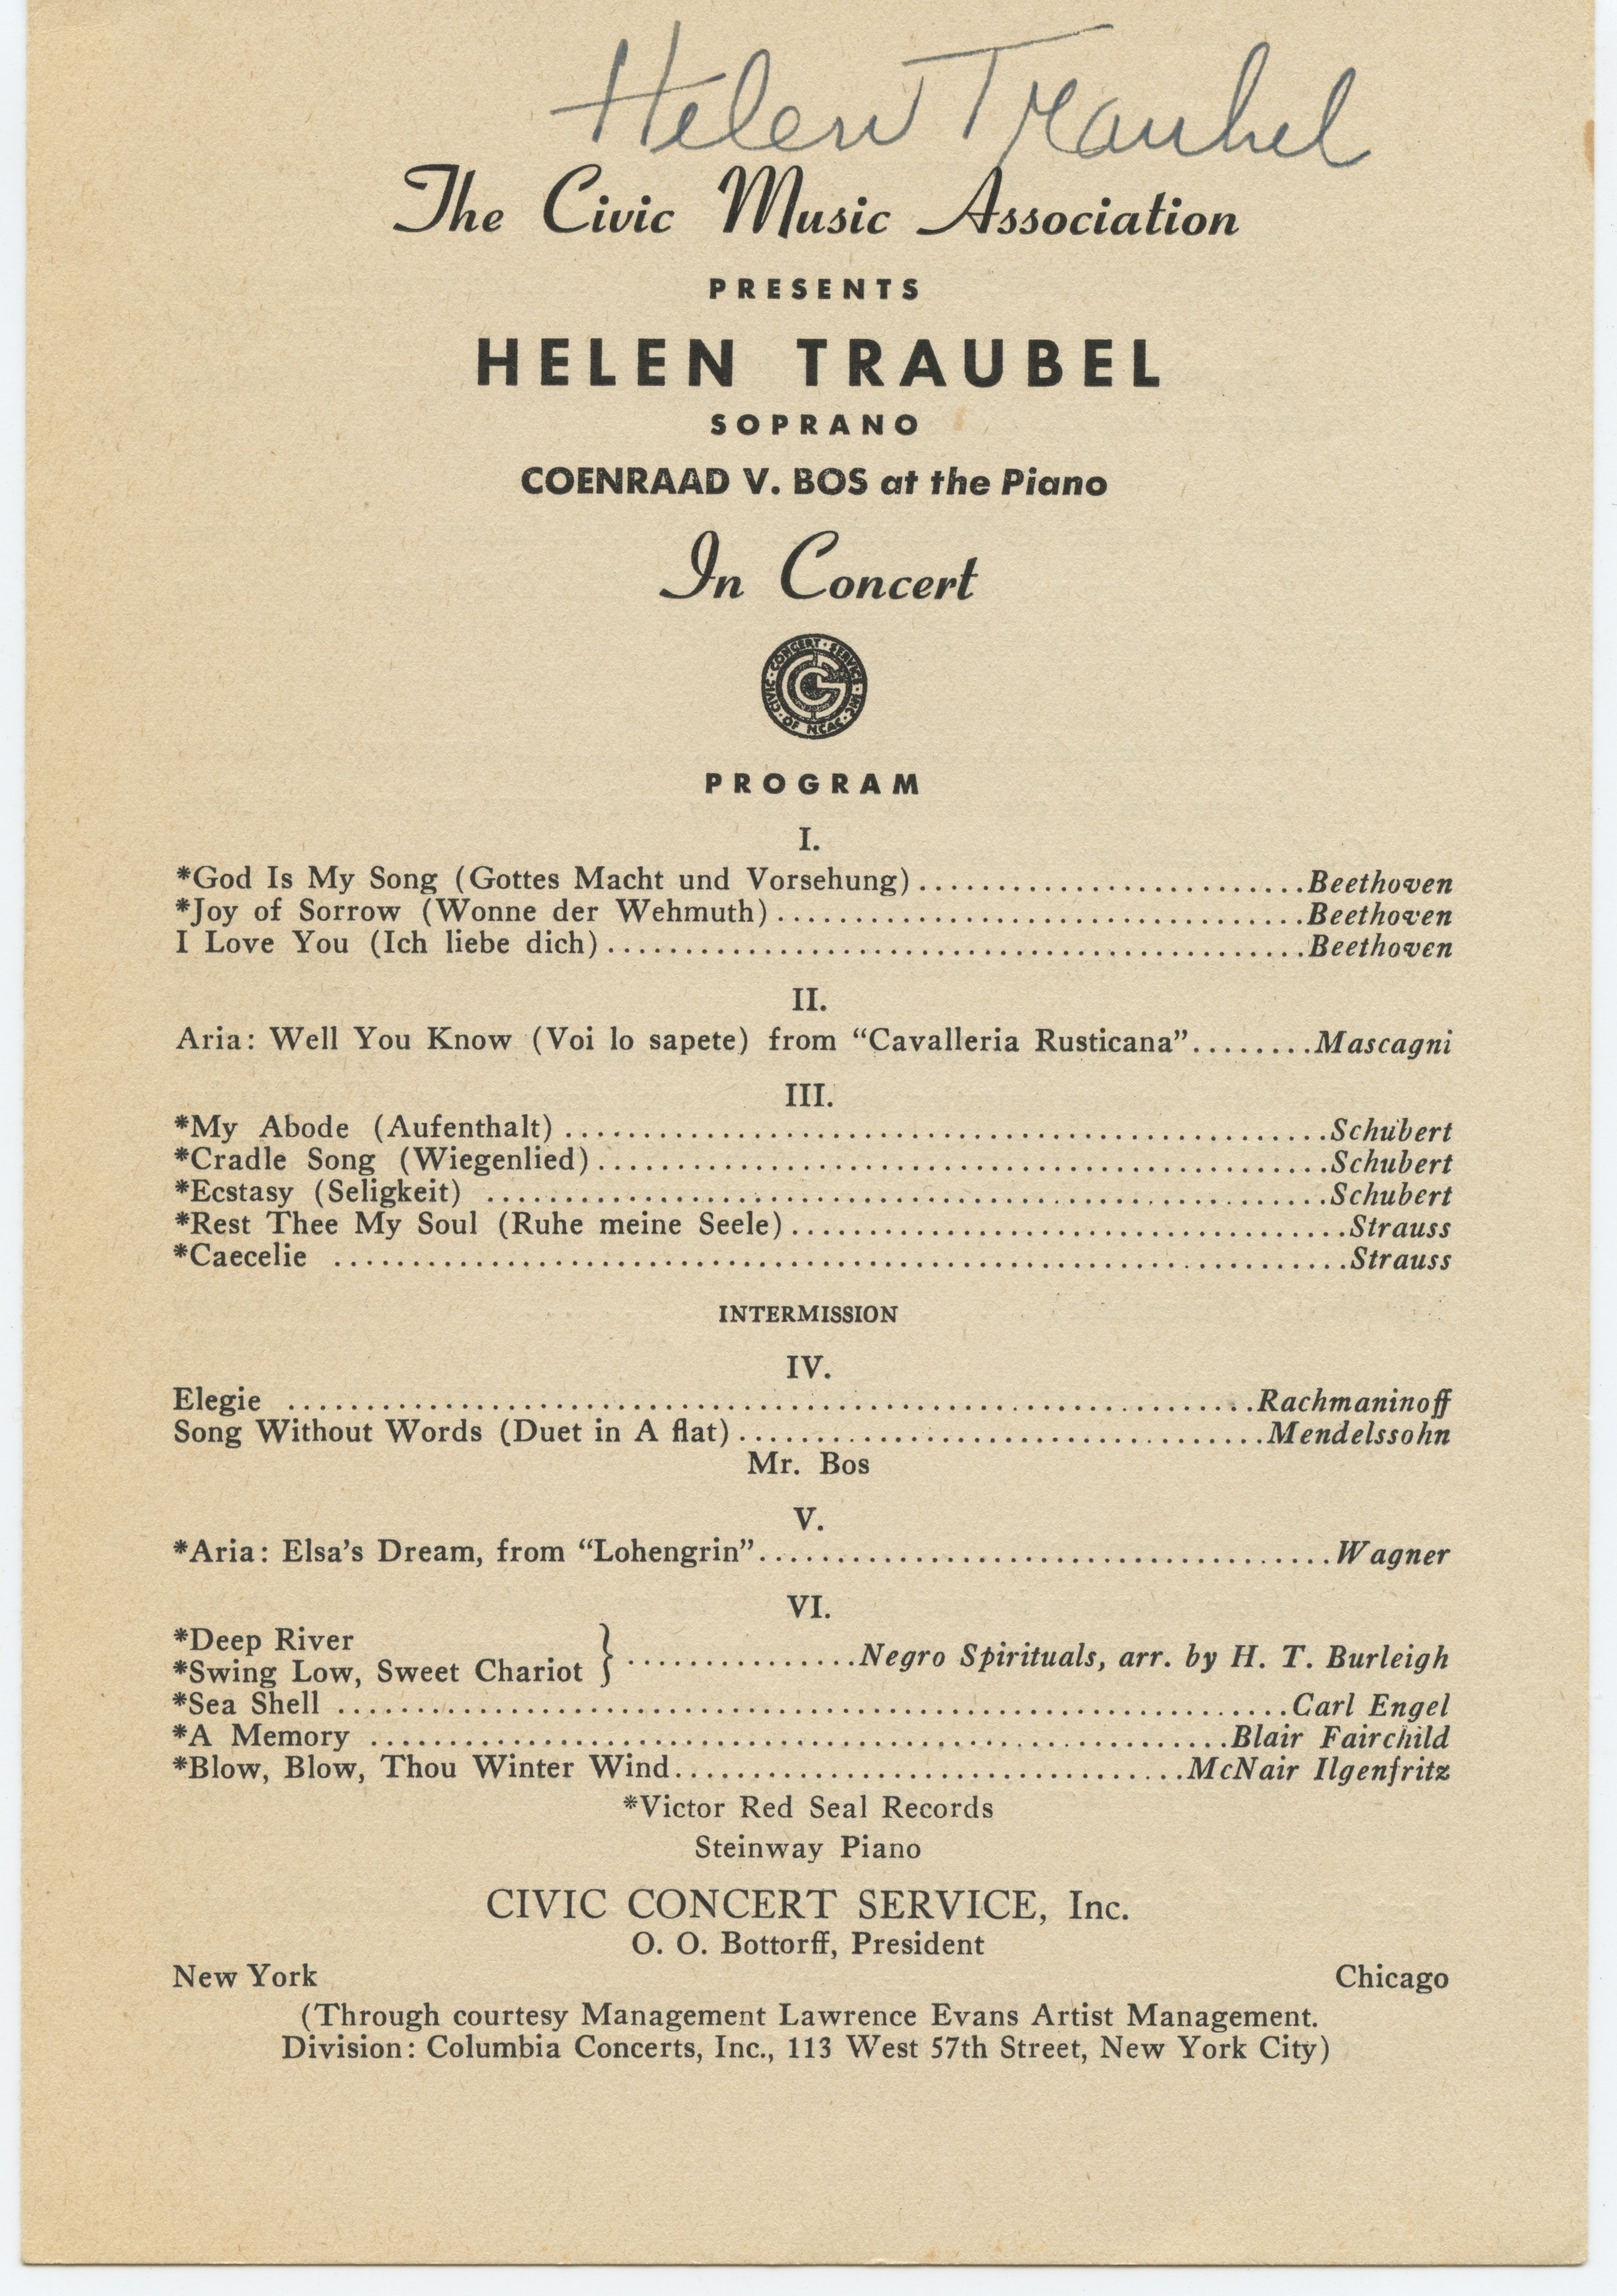 Helen Traubel
The Civic Music Association
PRESENTS
HELEN TRAUBEL
SOPRANO
COENRAAD V. BOS at the Piano
In Concert
CIVIC · CONCERT · SERVICE · INC · OF NCAC
PROGRAM
I.
*God Is My Song (Gottes Macht und Vorsehung).........................Beethoven
*Joy of Sorrow (Wonne der Wehmuth)..................................Beethoven
I Love You (Ich liebe dich).............................................Beethoven
II.
Aria: Well You Know (Voi lo sapete) from “Cavalleria Rusticana”........Mascagni
III.
*My Abode (Aufenthalt) .................................................Schubert
*Cradle Song (Wiegenlied)...............................................Schubert
*Ecstasy (Seligkeit) ......................................................Schubert
*Rest Thee My Soul (Ruhe meine Seele)....................................Strauss
*Caecelie .................................................................Strauss
INTERMISSION
IV.
Elegie ..............................................................Rachmaninoff
Song Without Words (Duet in A flat)..................................Mendelssohn
Mr. Bos
V.
*Aria: Elsa’s Dream, from “Lohengrin”.....................................Wagner
VI.
*Deep River
*Swing Low, Sweet Chariot } ...............Negro Spirituals, arr. by H. T. Burleigh
*Sea Shell .............................................................Carl Engel
*A Memory .......................................................Blair Fairchild
*Blow, Blow, Thou Winter Wind.................................McNair Ilgenfritz
*Victor Red Seal Records
Steinway Piano
CIVIC CONCERT SERVICE, Inc.
O. O. Bottorff, President
New York Chicago
(Through courtesy Management Lawrence Evans Artist Management.
Division: Columbia Concerts, Inc., 113 West 57th Street, New York City)